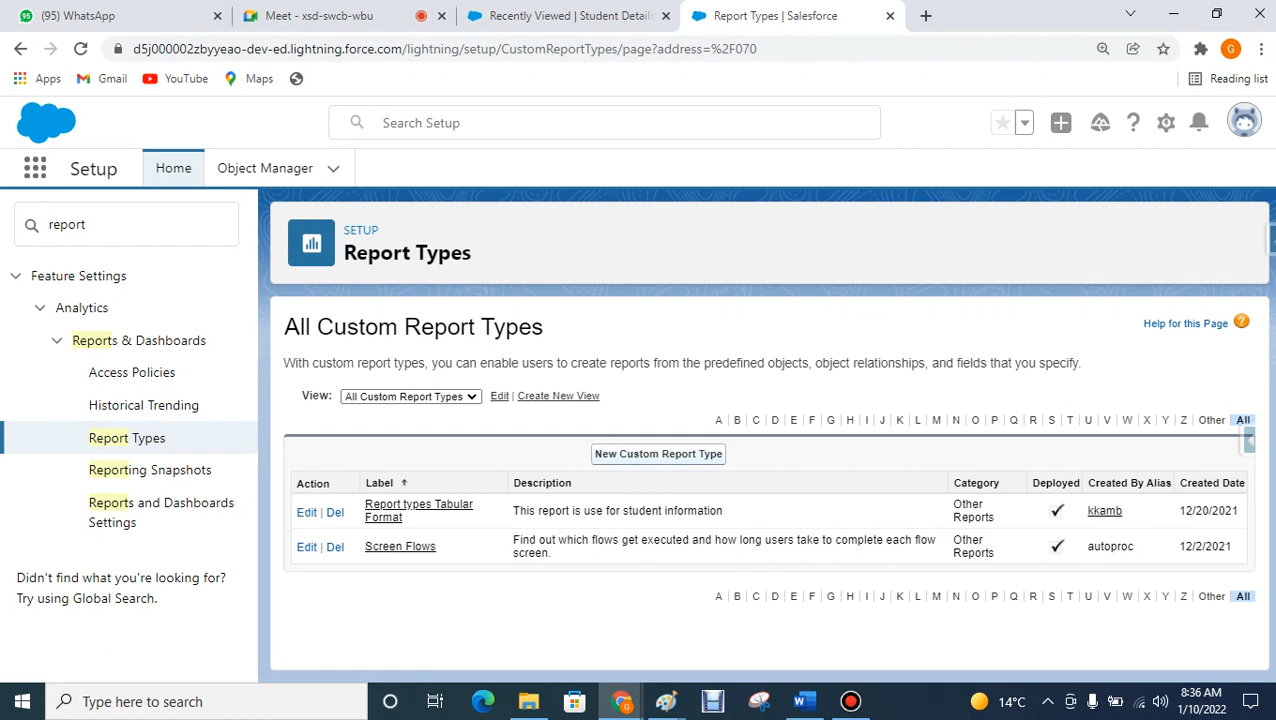 (95) WhatsApp
Meet - xsd-swcb-wbu
Recently Viewed | Student Details
Report Types | Salesforce
d5j000002zbyyeao-dev-ed.lightning.force.com/lightning/setup/CustomReportTypes/page?address=%2F070
G
Apps
Gmail
YouTube
Maps
Reading list
Search Setup
Setup
Home
Object Manager
report
Feature Settings
Analytics
Reports & Dashboards
Access Policies
Historical Trending
Report Types
Reporting Snapshots
Reports and Dashboards
Settings
Didn't find what you're looking for?
Try using Global Search.
SETUP
Report Types
All Custom Report Types
Help for this Page ?
With custom report types, you can enable users to create reports from the predefined objects, object relationships, and fields that you specify.
View: All Custom Report Types Edit | Create New View
A | B | C | D | E | F | G | H | I | J | K | L | M | N | O | P | Q | R | S | T | U | V | W | X | Y | Z | Other | All
New Custom Report Type
Action Label Description Category Deployed Created By Alias Created Date
Edit | Del Report types Tabular Format This report is use for student information Other Reports kkamb 12/20/2021
Edit | Del Screen Flows Find out which flows get executed and how long users take to complete each flow screen. Other Reports autoproc 12/2/2021
A | B | C | D | E | F | G | H | I | J | K | L | M | N | O | P | Q | R | S | T | U | V | W | X | Y | Z | Other | All
Type here to search
14°C
8:36 AM
1/10/2022